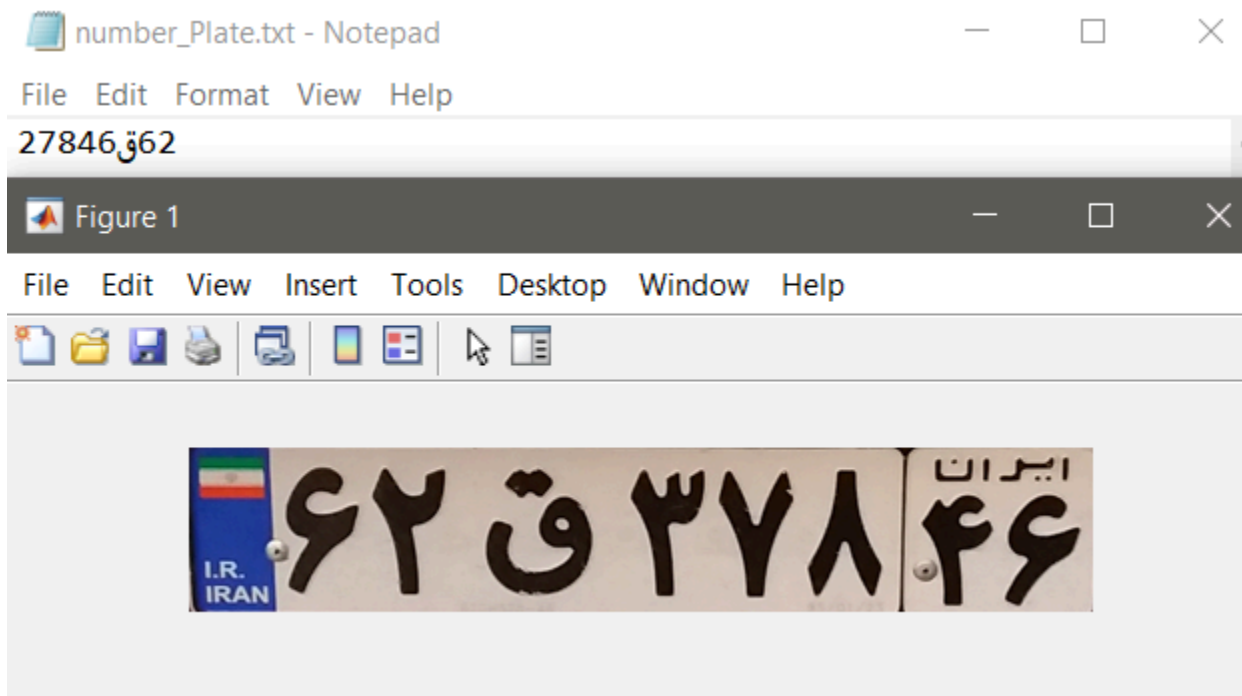 number_Plate.txt - Notepad
File Edit Format View Help
62ق27846
Figure 1
File Edit View Insert Tools Desktop Window Help
ایران
۶۲ ق ۳۷۸ ۴۶
I.R.
IRAN